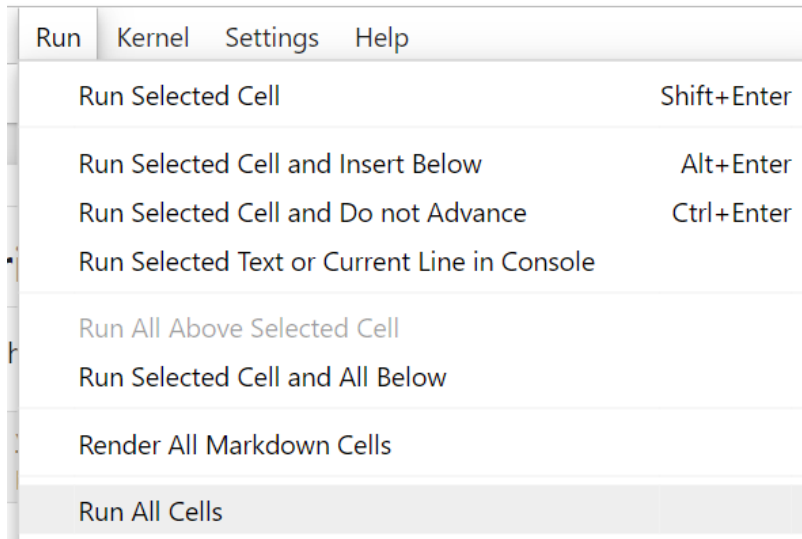 Run Kernel Settings Help
Run Selected Cell Shift+Enter
Run Selected Cell and Insert Below Alt+Enter
Run Selected Cell and Do not Advance Ctrl+Enter
Run Selected Text or Current Line in Console
Run All Above Selected Cell
Run Selected Cell and All Below
Render All Markdown Cells
Run All Cells